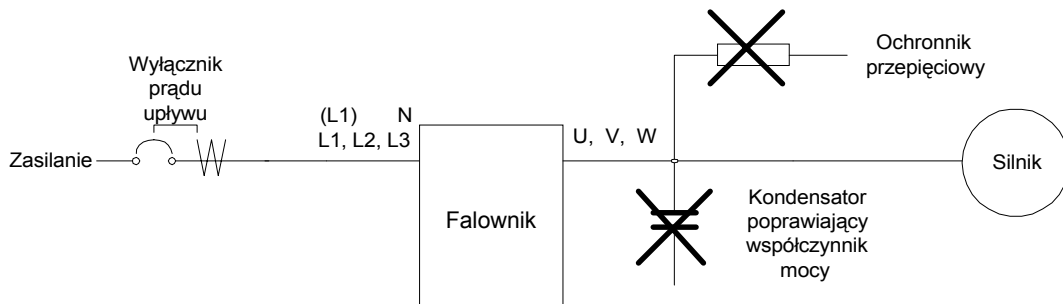 Ochronnik
przepięciowy
Wyłącznik
prądu
upływu
(L1) N
L1, L2, L3
U, V, W
Zasilanie
Silnik
Falownik
Kondensator
poprawiający
współczynnik
mocy